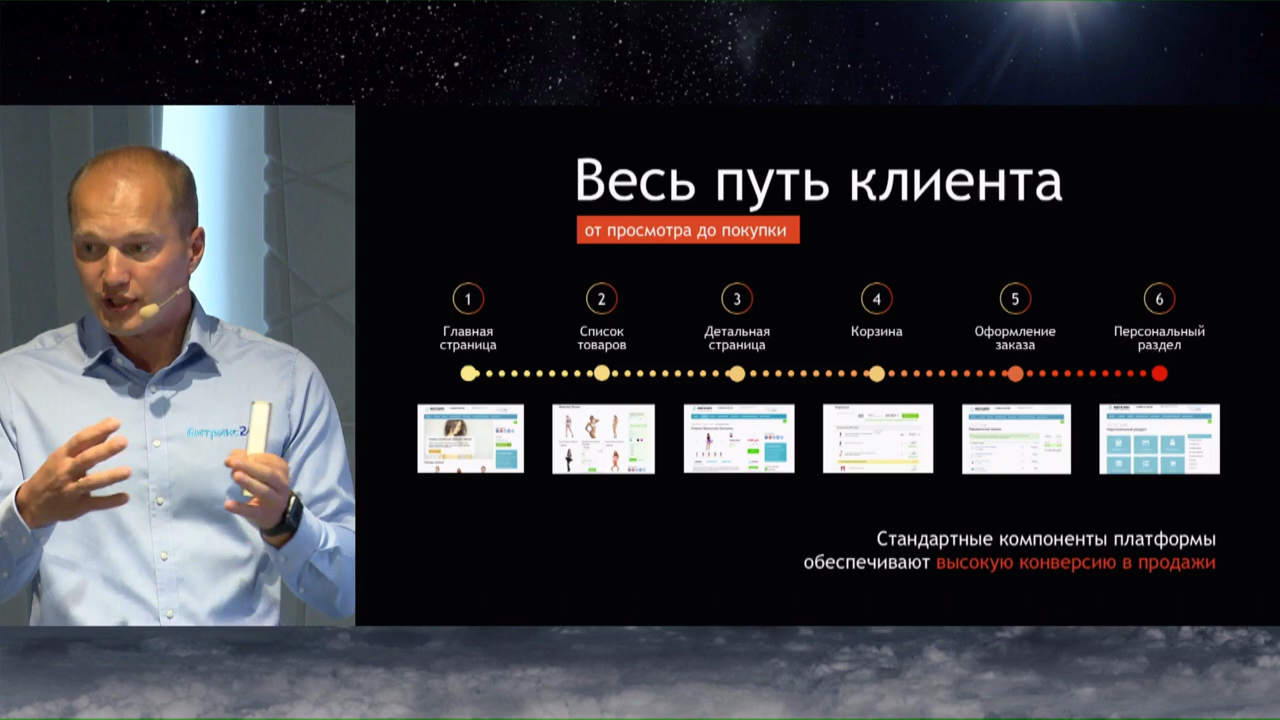 Весь путь клиента
от просмотра до покупки
1
2
3
4
5
6
Главная
страница
Список
товаров
Детальная
страница
Корзина
Оформление
заказа
Персональный
раздел
Стандартные компоненты платформы
обеспечивают высокую конверсию в продажи
битрикс24